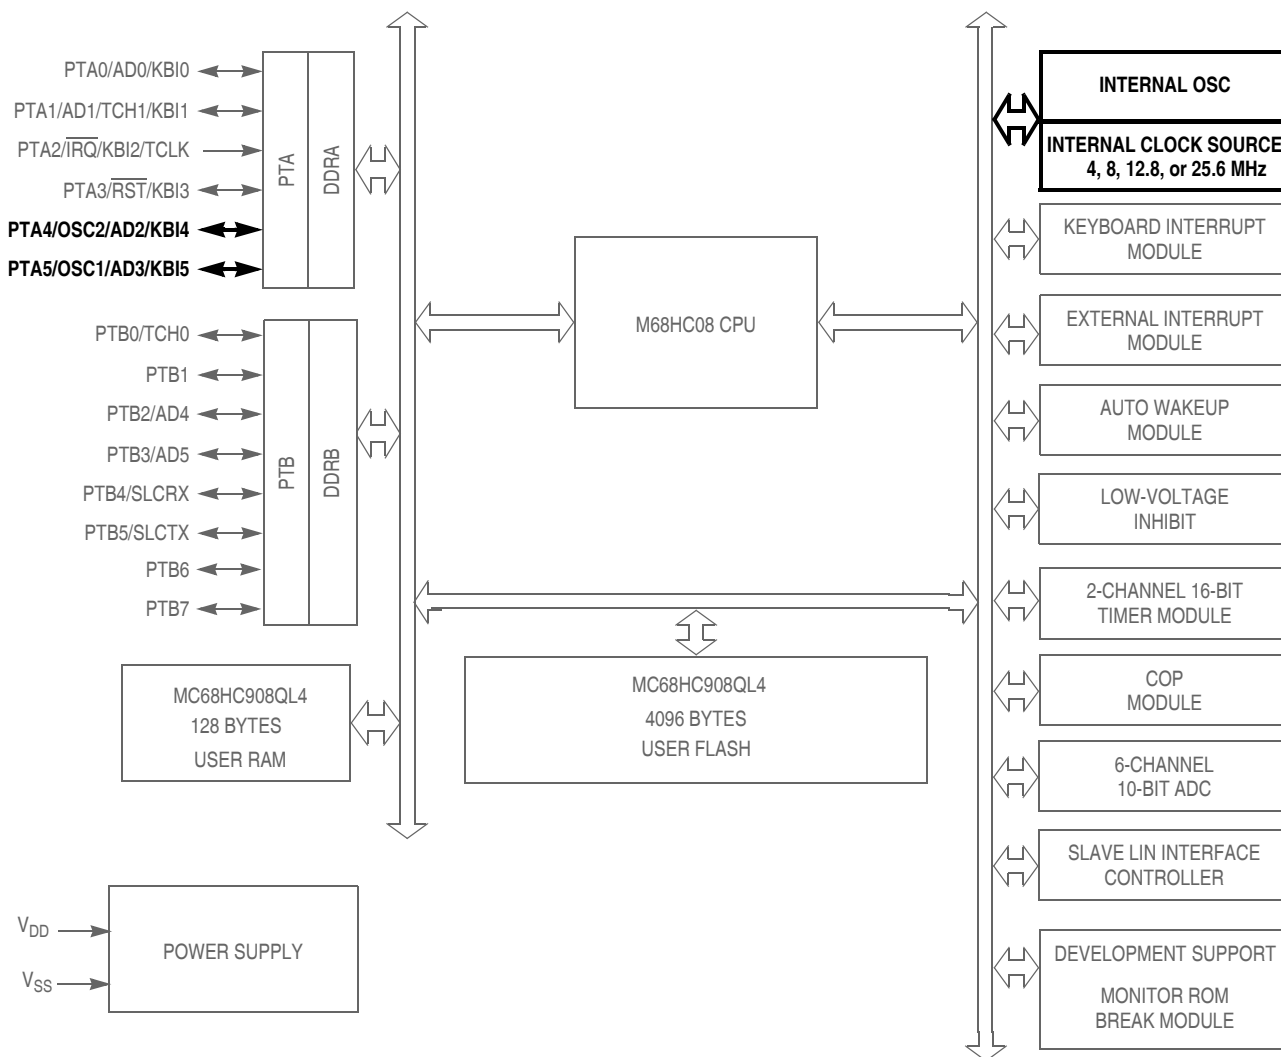 PTA0/AD0/KBI0
PTA1/AD1/TCH1/KBI1
PTA2/IRQ/KBI2/TCLK
PTA3/RST/KBI3
PTA4/OSC2/AD2/KBI4
PTA5/OSC1/AD3/KBI5
PTA
DDRA
PTB0/TCH0
PTB1
PTB2/AD4
PTB3/AD5
PTB4/SLCRX
PTB5/SLCTX
PTB6
PTB7
PTB
DDRB
MC68HC908QL4
128 BYTES
USER RAM
VDD
VSS
POWER SUPPLY
M68HC08 CPU
MC68HC908QL4
4096 BYTES
USER FLASH
INTERNAL OSC
INTERNAL CLOCK SOURCE
4, 8, 12.8, or 25.6 MHz
KEYBOARD INTERRUPT
MODULE
EXTERNAL INTERRUPT
MODULE
AUTO WAKEUP
MODULE
LOW-VOLTAGE
INHIBIT
2-CHANNEL 16-BIT
TIMER MODULE
COP
MODULE
6-CHANNEL
10-BIT ADC
SLAVE LIN INTERFACE
CONTROLLER
DEVELOPMENT SUPPORT
MONITOR ROM
BREAK MODULE